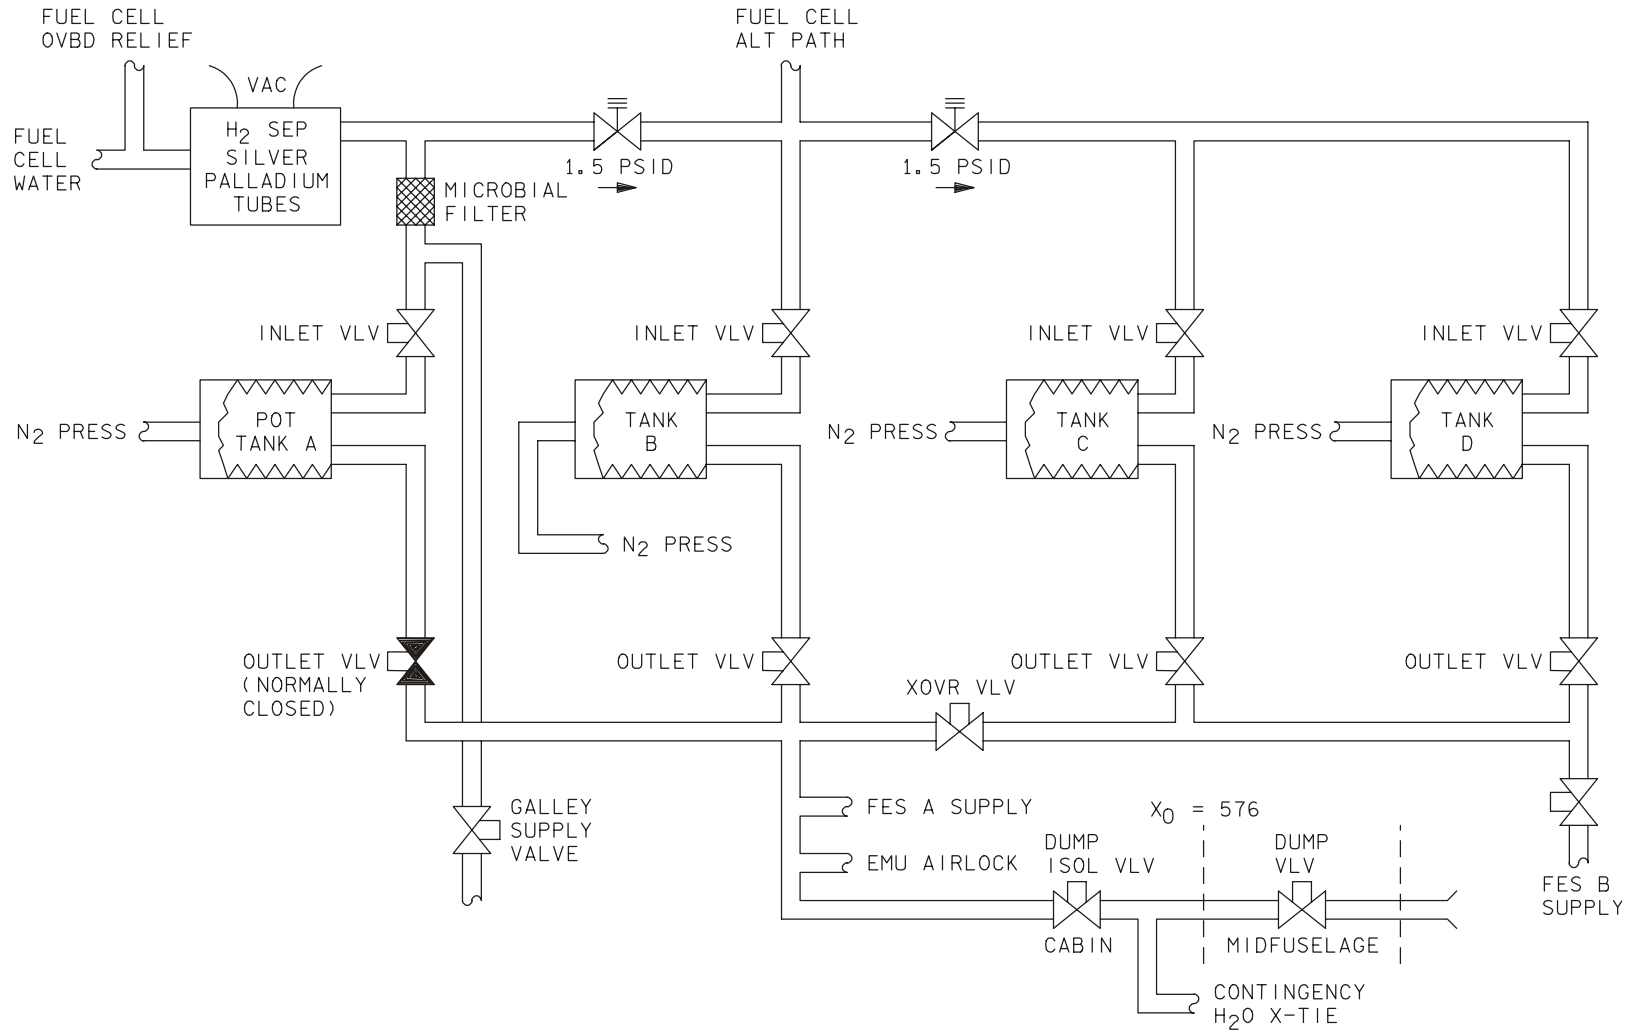 FUEL CELL
OVBD RELIEF
FUEL CELL
ALT PATH
VAC
FUEL
CELL
WATER
H2 SEP
SILVER
PALLADIUM
TUBES
1.5 PSID
1.5 PSID
MICROBIAL
FILTER
INLET VLV
INLET VLV
INLET VLV
INLET VLV
N2 PRESS
POT
TANK A
TANK
B
N2 PRESS
TANK
C
N2 PRESS
TANK
D
N2 PRESS
OUTLET VLV
(NORMALLY
CLOSED)
OUTLET VLV
OUTLET VLV
OUTLET VLV
XOVR VLV
GALLEY
SUPPLY
VALVE
FES A SUPPLY
EMU AIRLOCK
XO = 576
DUMP
ISOL VLV
DUMP
VLV
CABIN
MIDFUSELAGE
FES B
SUPPLY
CONTINGENCY
H2O X-TIE